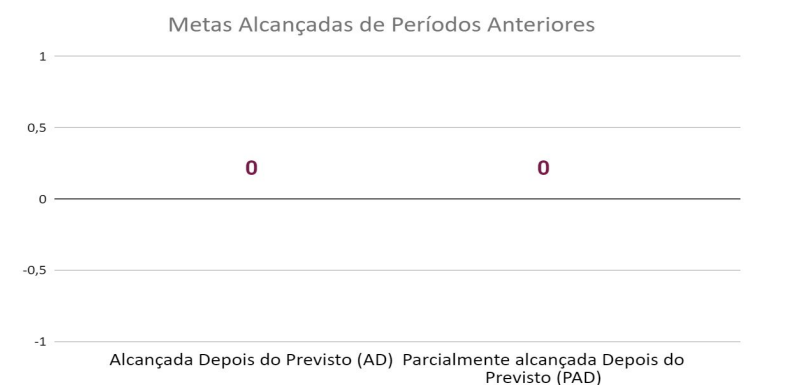 Metas Alcançadas de Períodos Anteriores
1
0,5
0 0
0
-0,5
-1
Alcançada Depois do Previsto (AD) Parcialmente alcançada Depois do
Previsto (PAD)